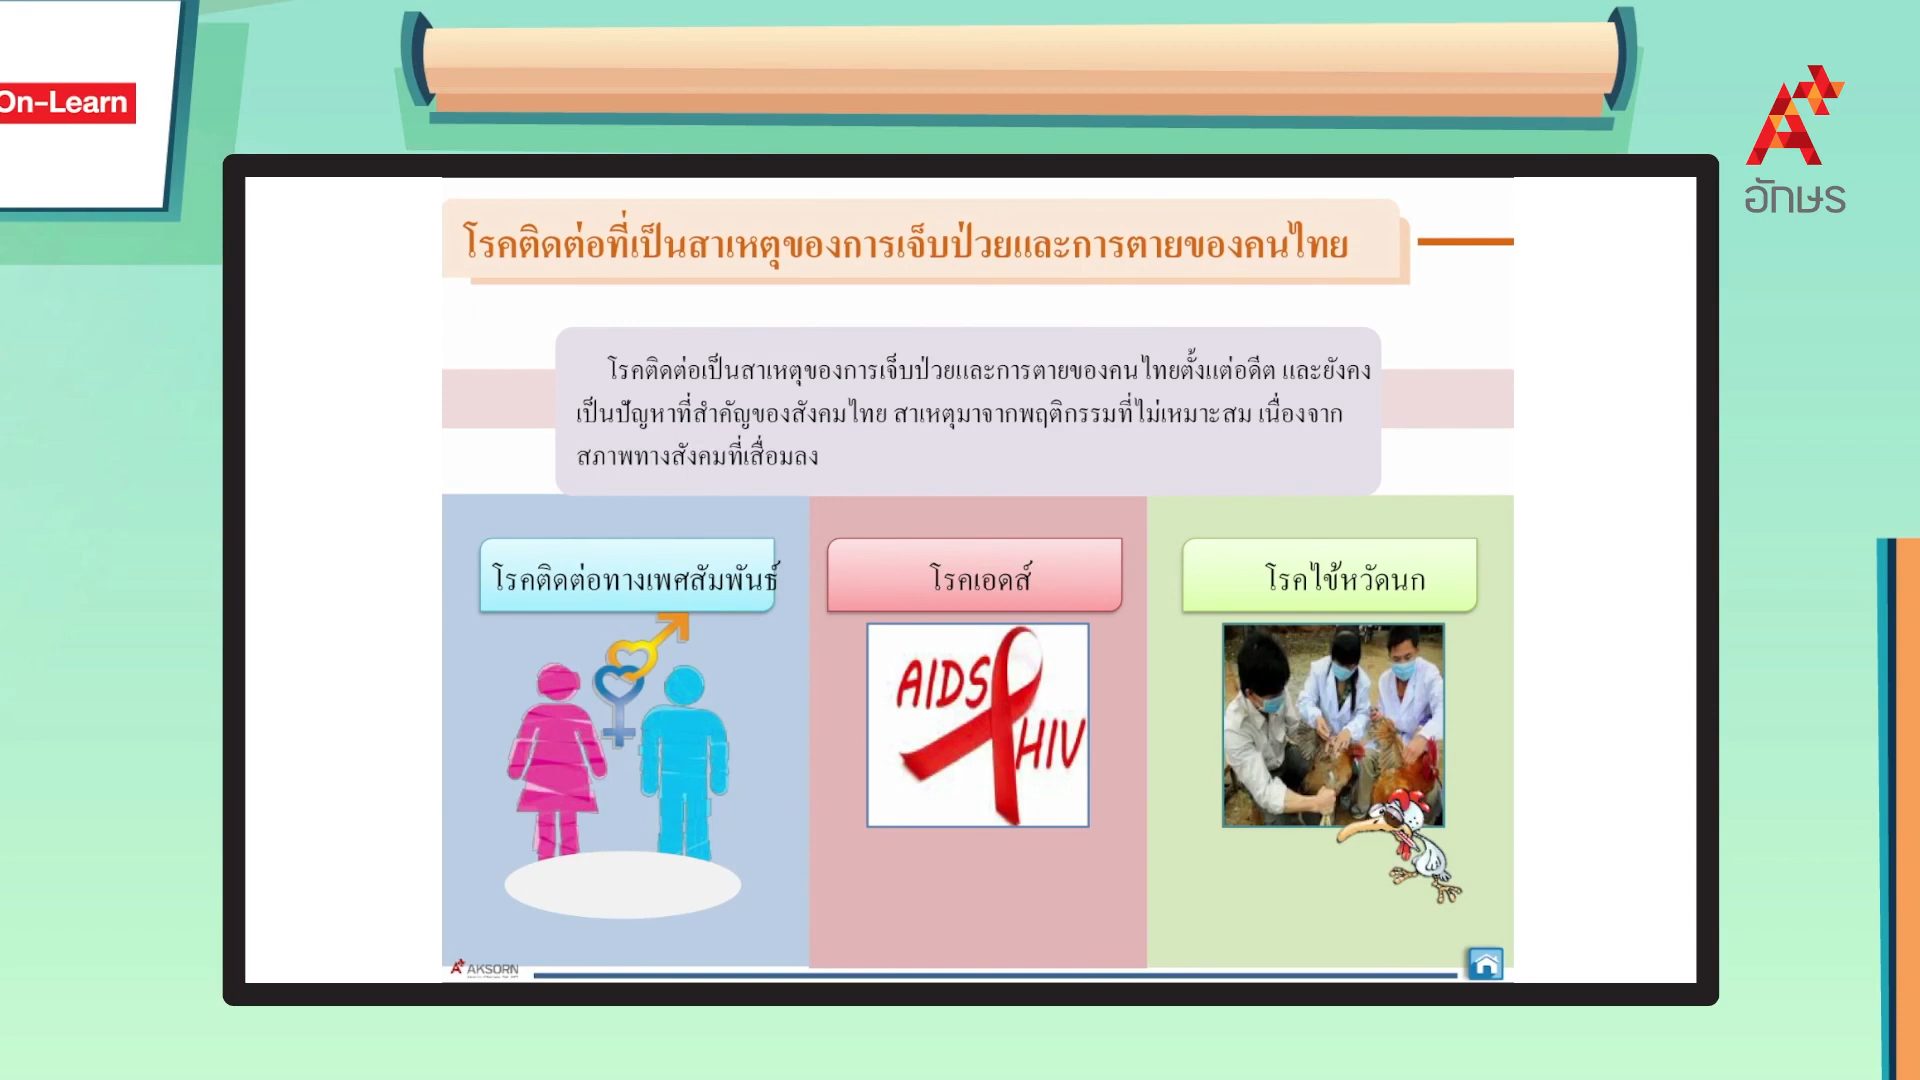 On-Learn
อักษร
โรคติดต่อที่เป็นสาเหตุของการเจ็บป่วยและการตายของคนไทย
โรคติดต่อเป็นสาเหตุของการเจ็บป่วยและการตายของคนไทยตั้งแต่อดีต และยังคง
เป็นปัญหาที่สำคัญของสังคมไทย สาเหตุมาจากพฤติกรรมที่ไม่เหมาะสม เนื่องจาก
สภาพทางสังคมที่เสื่อมลง
โรคติดต่อทางเพศสัมพันธ์
โรคเอดส์
โรคไข้หวัดนก
AIDS
HIV
AKSORN